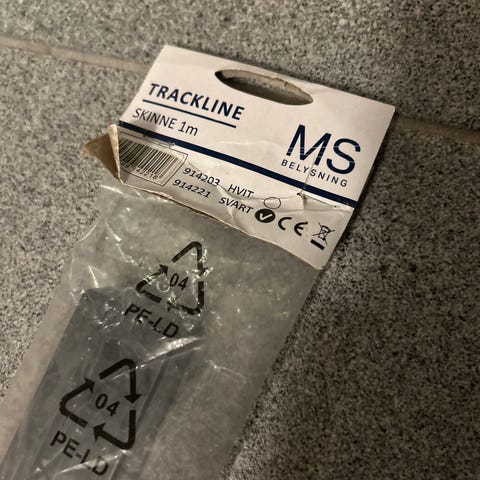 TRACKLINE
SKINNE 1m
MS
BELYSNING
914203 HVIT
914221 SVART
CE
04
PE-LD
04
PE-LD